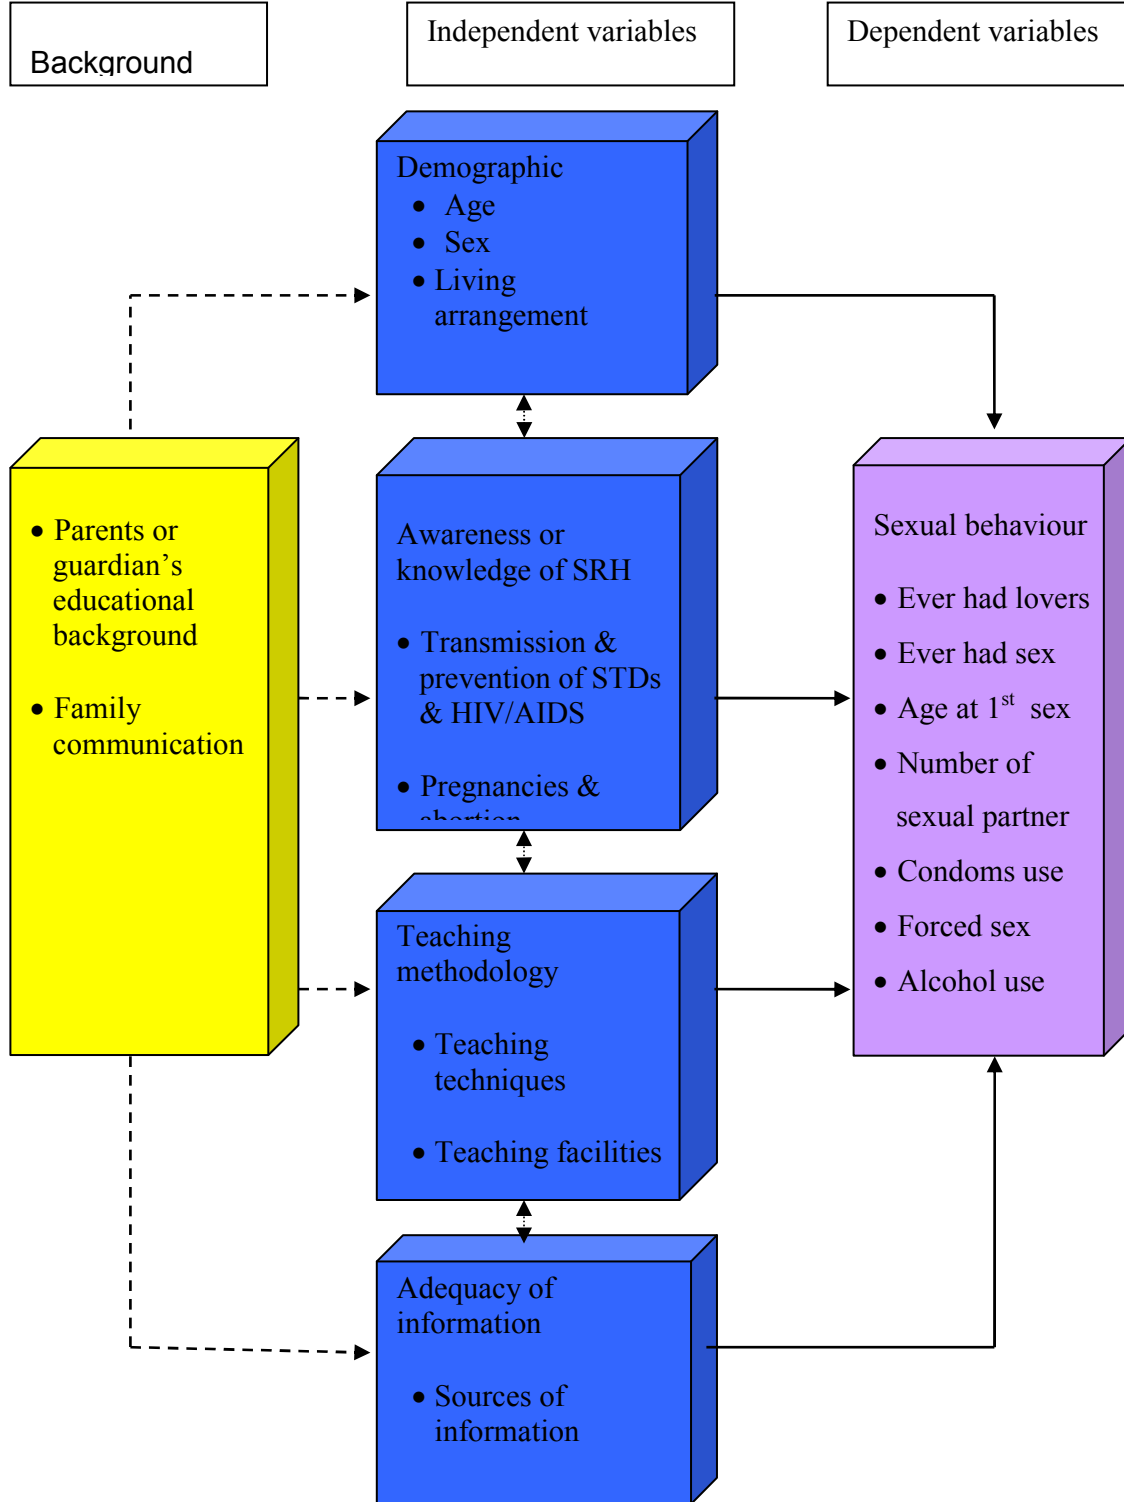 Background
Independent variables
Dependent variables
Demographic
• Age
• Sex
• Living
arrangement
• Parents or
guardian’s
educational
background
• Family
communication
Awareness or
knowledge of SRH
• Transmission &
prevention of STDs
& HIV/AIDS
• Pregnancies &
abortion
Teaching
methodology
• Teaching
techniques
• Teaching facilities
Adequacy of
information
• Sources of
information
Sexual behaviour
• Ever had lovers
• Ever had sex
• Age at 1st sex
• Number of
sexual partner
• Condoms use
• Forced sex
• Alcohol use